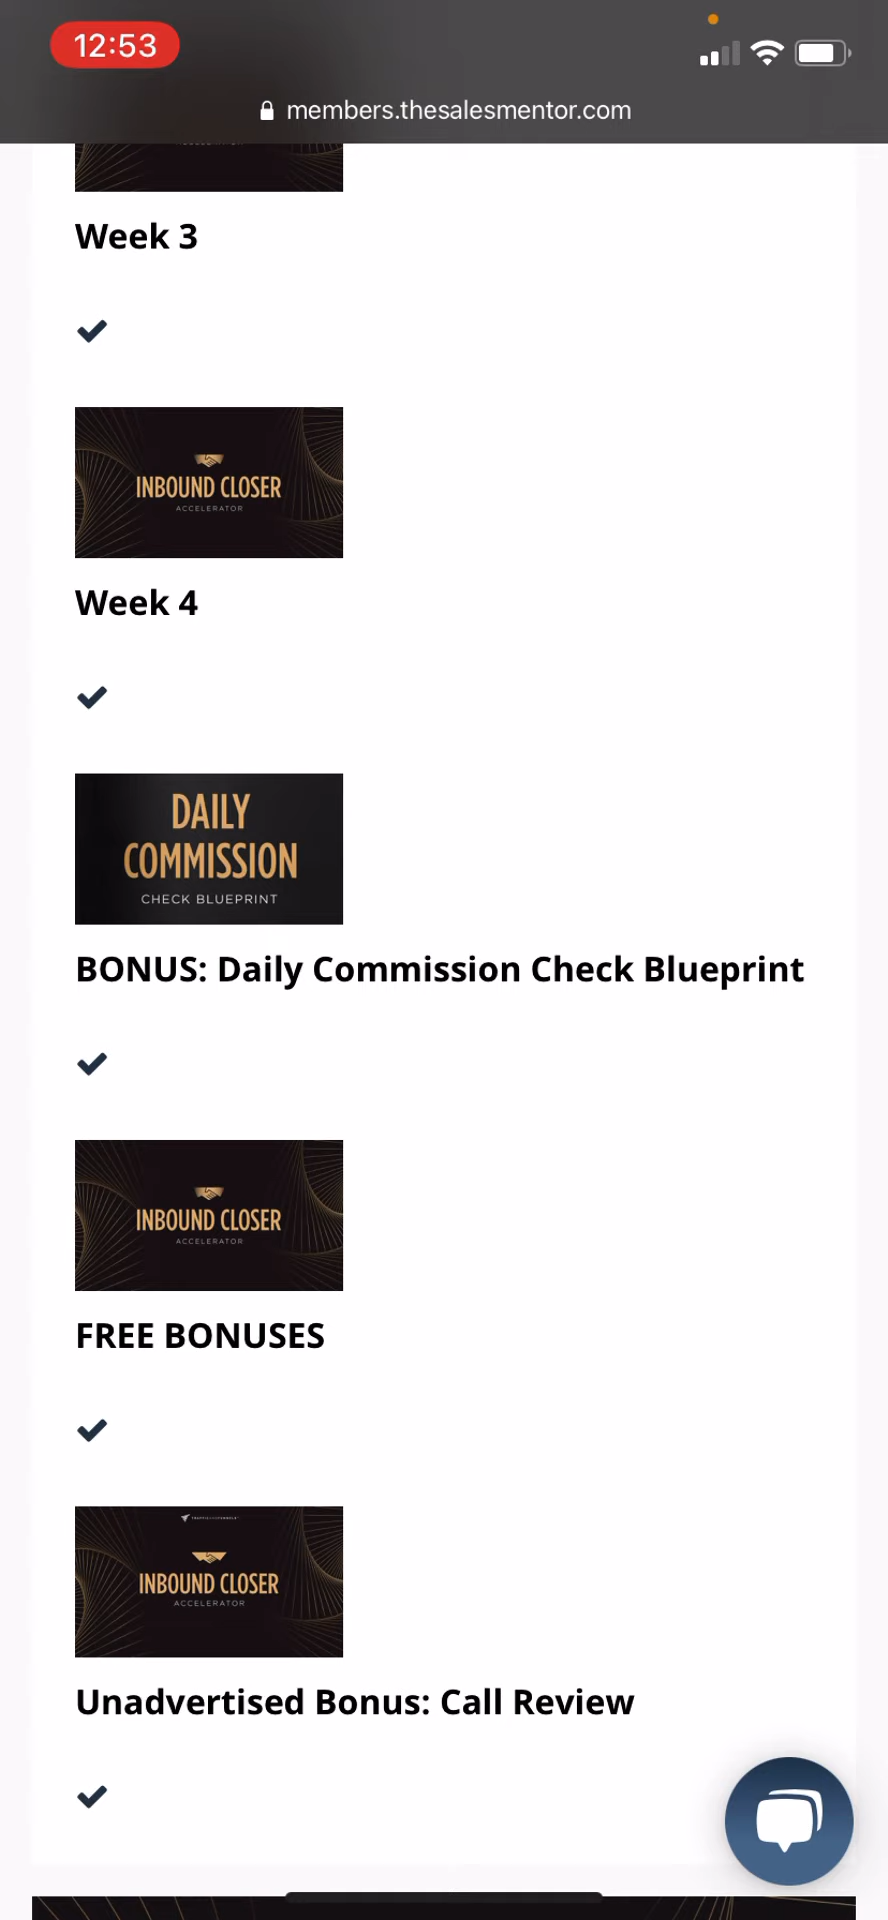 12:53
members.thesalesmentor.com
Week 3
INBOUND CLOSER
ACCELERATOR
Week 4
DAILY
COMMISSION
CHECK BLUEPRINT
BONUS: Daily Commission Check Blueprint
INBOUND CLOSER
ACCELERATOR
FREE BONUSES
INBOUND CLOSER
ACCELERATOR
Unadvertised Bonus: Call Review